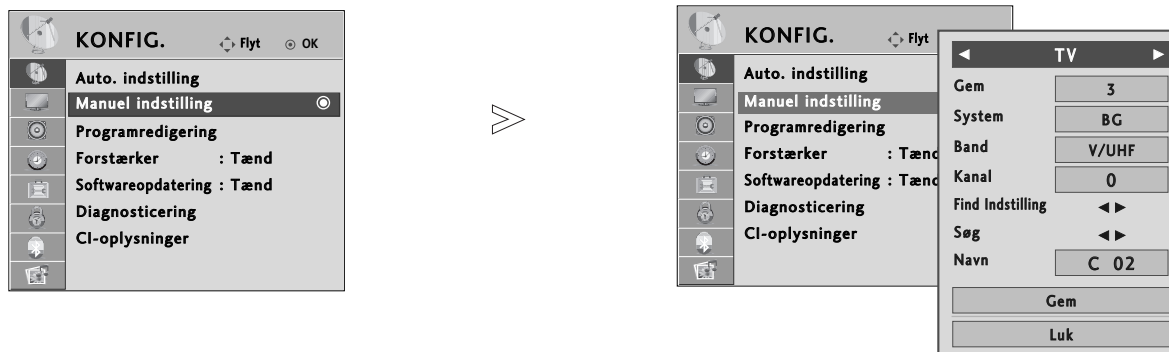 KONFIG. Flyt OK
Auto. indstilling
Manuel indstilling
Programredigering
Forstærker : Tænd
Softwareopdatering : Tænd
Diagnosticering
CI-oplysninger
KONFIG. Flyt
Auto. indstilling
Manuel indstilling
Programredigering
Forstærker : Tænd
Softwareopdatering : Tænd
Diagnosticering
CI-oplysninger
◄ TV ►
Gem 3
System BG
Band V/UHF
Kanal 0
Find Indstilling ◄ ►
Søg ◄ ►
Navn C 02
Gem
Luk